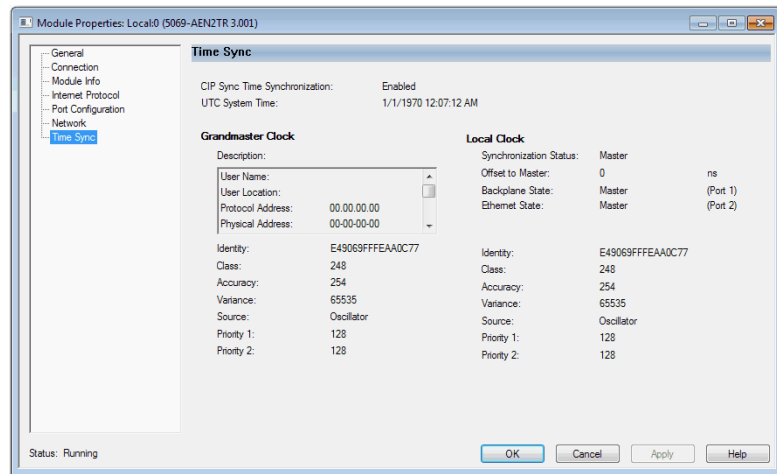 Module Properties: Local:0 (5069-AEN2TR 3.001)
General
Connection
Module Info
Internet Protocol
Port Configuration
Network
Time Sync
Time Sync
CIP Sync Time Synchronization: Enabled
UTC System Time: 1/1/1970 12:07:12 AM
Grandmaster Clock
Description:
User Name:
User Location:
Protocol Address: 00.00.00.00
Physical Address: 00-00-00-00
Identity: E49069FFFEAA0C77
Class: 248
Accuracy: 254
Variance: 65535
Source: Oscillator
Priority 1: 128
Priority 2: 128
Local Clock
Synchronization Status: Master
Offset to Master: 0 ns
Backplane State: Master (Port 1)
Ethernet State: Master (Port 2)
Identity: E49069FFFEAA0C77
Class: 248
Accuracy: 254
Variance: 65535
Source: Oscillator
Priority 1: 128
Priority 2: 128
Status: Running
OK Cancel Apply Help